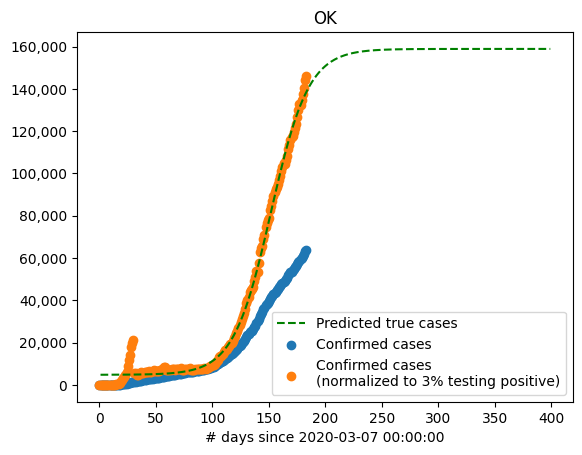 OK
160,000
140,000
120,000
100,000
80,000
60,000
40,000
20,000
0
Predicted true cases
Confirmed cases
Confirmed cases
(normalized to 3% testing positive)
0 50 100 150 200 250 300 350 400
# days since 2020-03-07 00:00:00